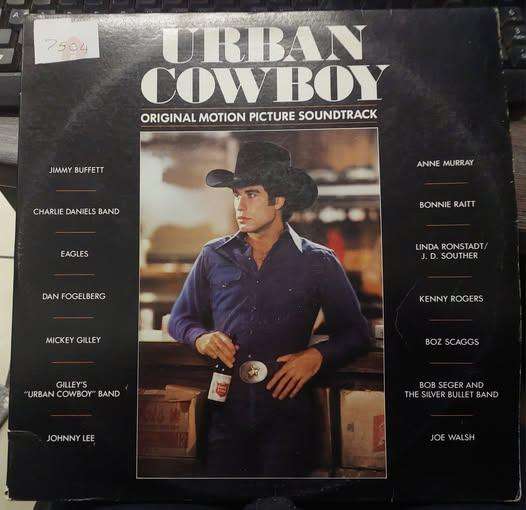 7504
URBAN
COWBOY
ORIGINAL MOTION PICTURE SOUNDTRACK
JIMMY BUFFETT
CHARLIE DANIELS BAND
EAGLES
DAN FOGELBERG
MICKEY GILLEY
GILLEY'S
"URBAN COWBOY" BAND
JOHNNY LEE
ANNE MURRAY
BONNIE RAITT
LINDA RONSTADT/
J. D. SOUTHER
KENNY ROGERS
BOZ SCAGGS
BOB SEGER AND
THE SILVER BULLET BAND
JOE WALSH